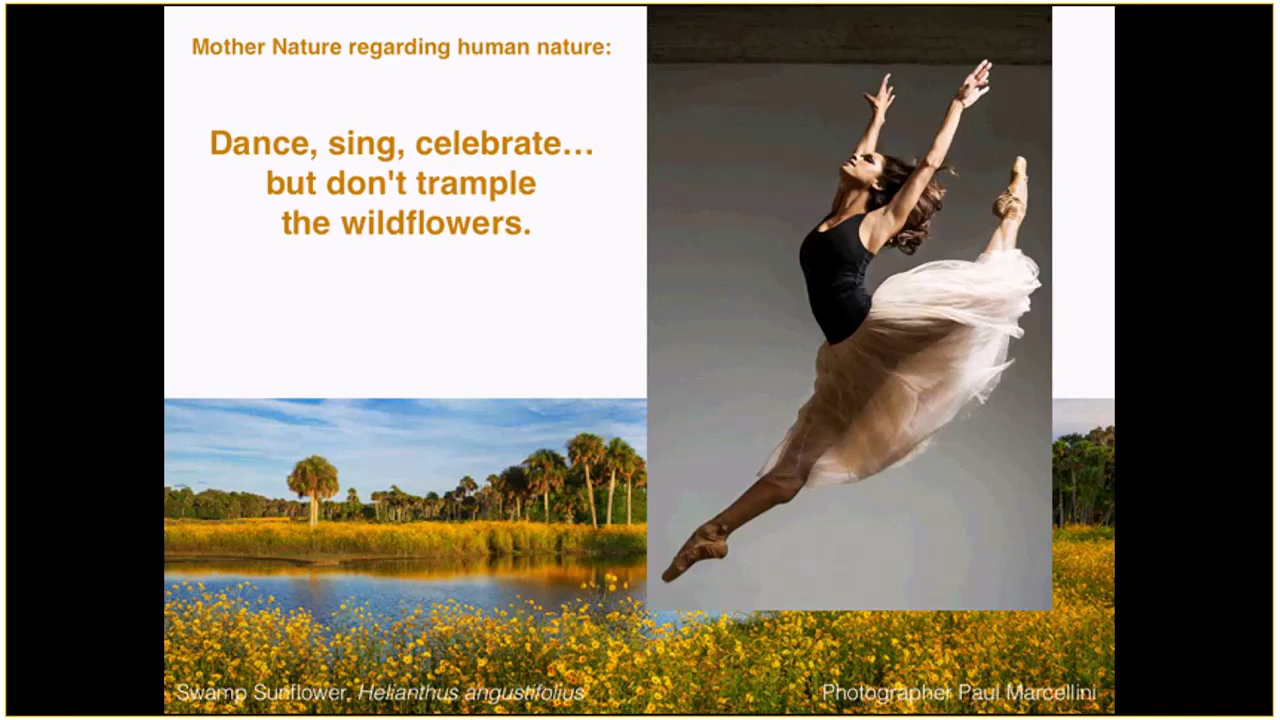 Mother Nature regarding human nature:
Dance, sing, celebrate…
but don't trample
the wildflowers.
Swamp Sunflower, Helianthus angustifolius
Photographer Paul Marcellini